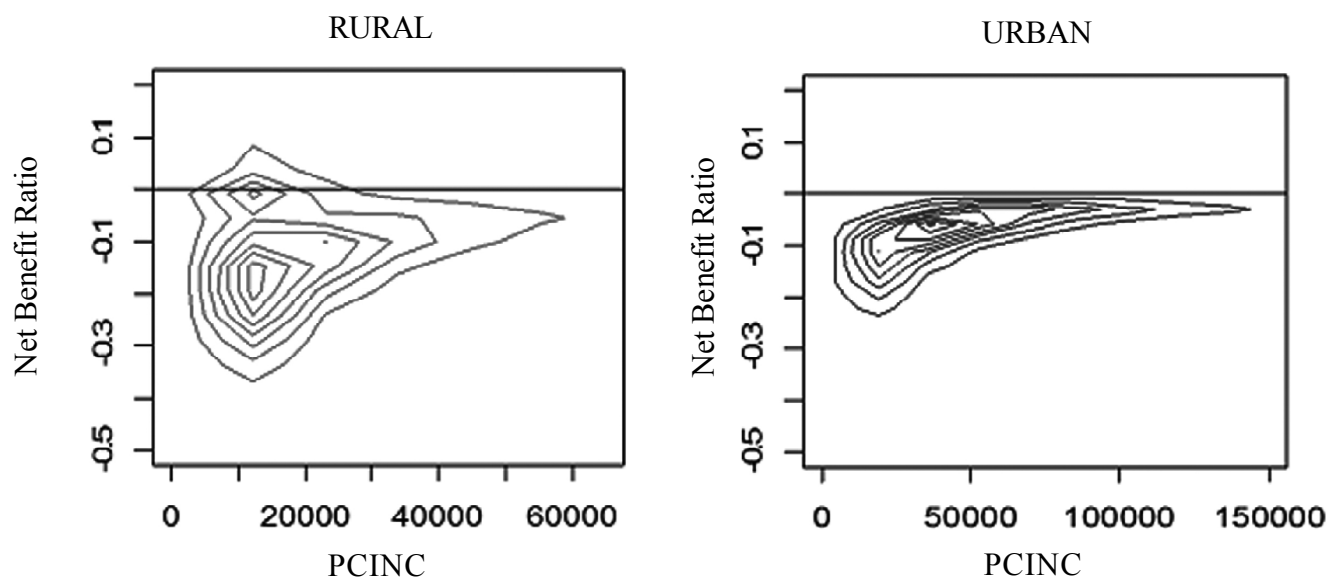 RURAL
Net Benefit Ratio
0.1
-0.1
-0.3
-0.5
0 20000 40000 60000
PCINC
URBAN
Net Benefit Ratio
0.1
-0.1
-0.3
-0.5
0 50000 100000 150000
PCINC